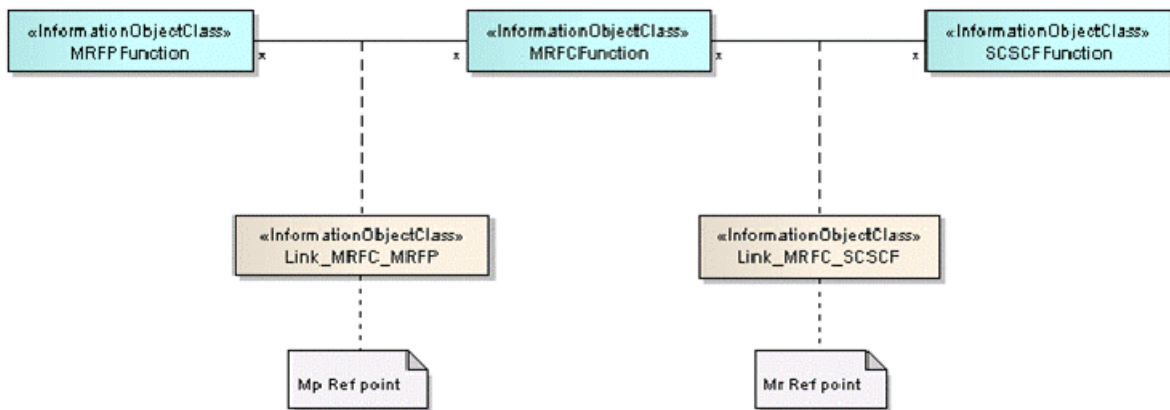 «InformationObjectClass»
MRFPFunction
«InformationObjectClass»
MRFCFunction
«InformationObjectClass»
SCSCFFunction
x
x
x
x
«InformationObjectClass»
Link_MRFC_MRFP
«InformationObjectClass»
Link_MRFC_SCSCF
Mp Ref point
Mr Ref point